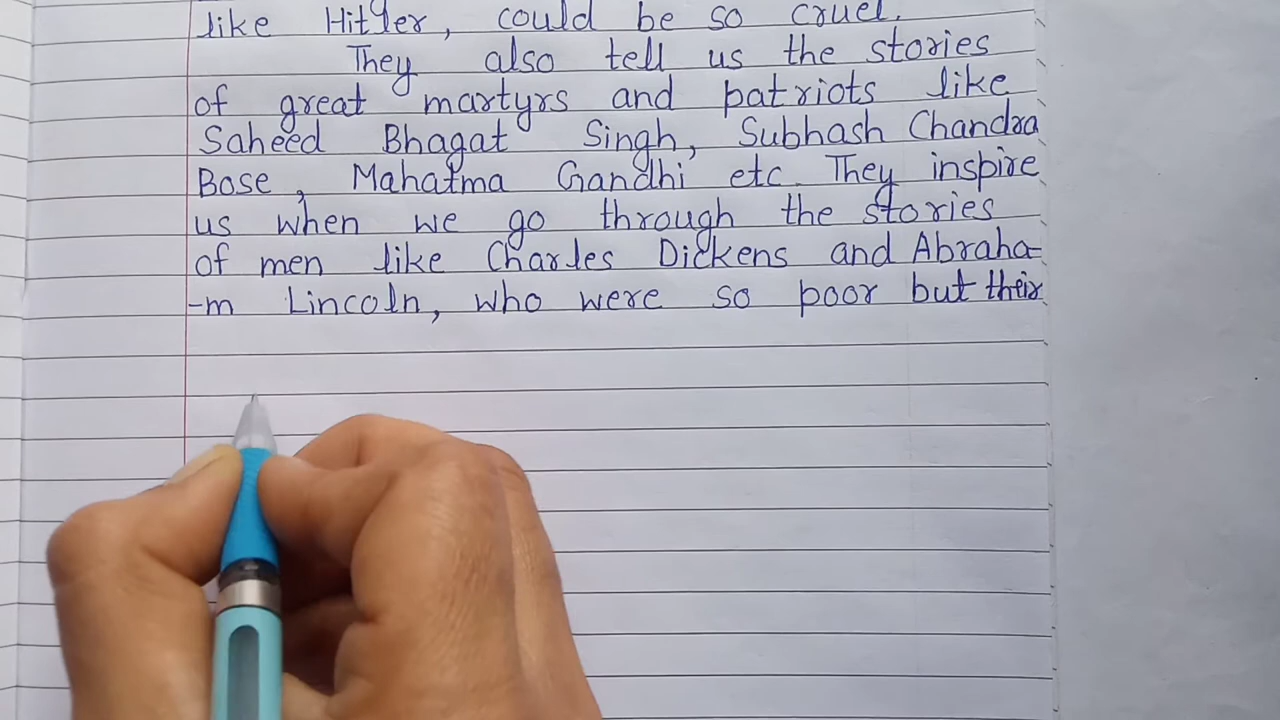 like Hitler, could be so cruel.
They also tell us the stories
of great martyrs and patriots like
Saheed Bhagat Singh, Subhash Chandra
Bose, Mahatma Gandhi etc. They inspire
us when we go through the stories
of men like Charles Dickens and Abraha-
-m Lincoln, who were so poor but their